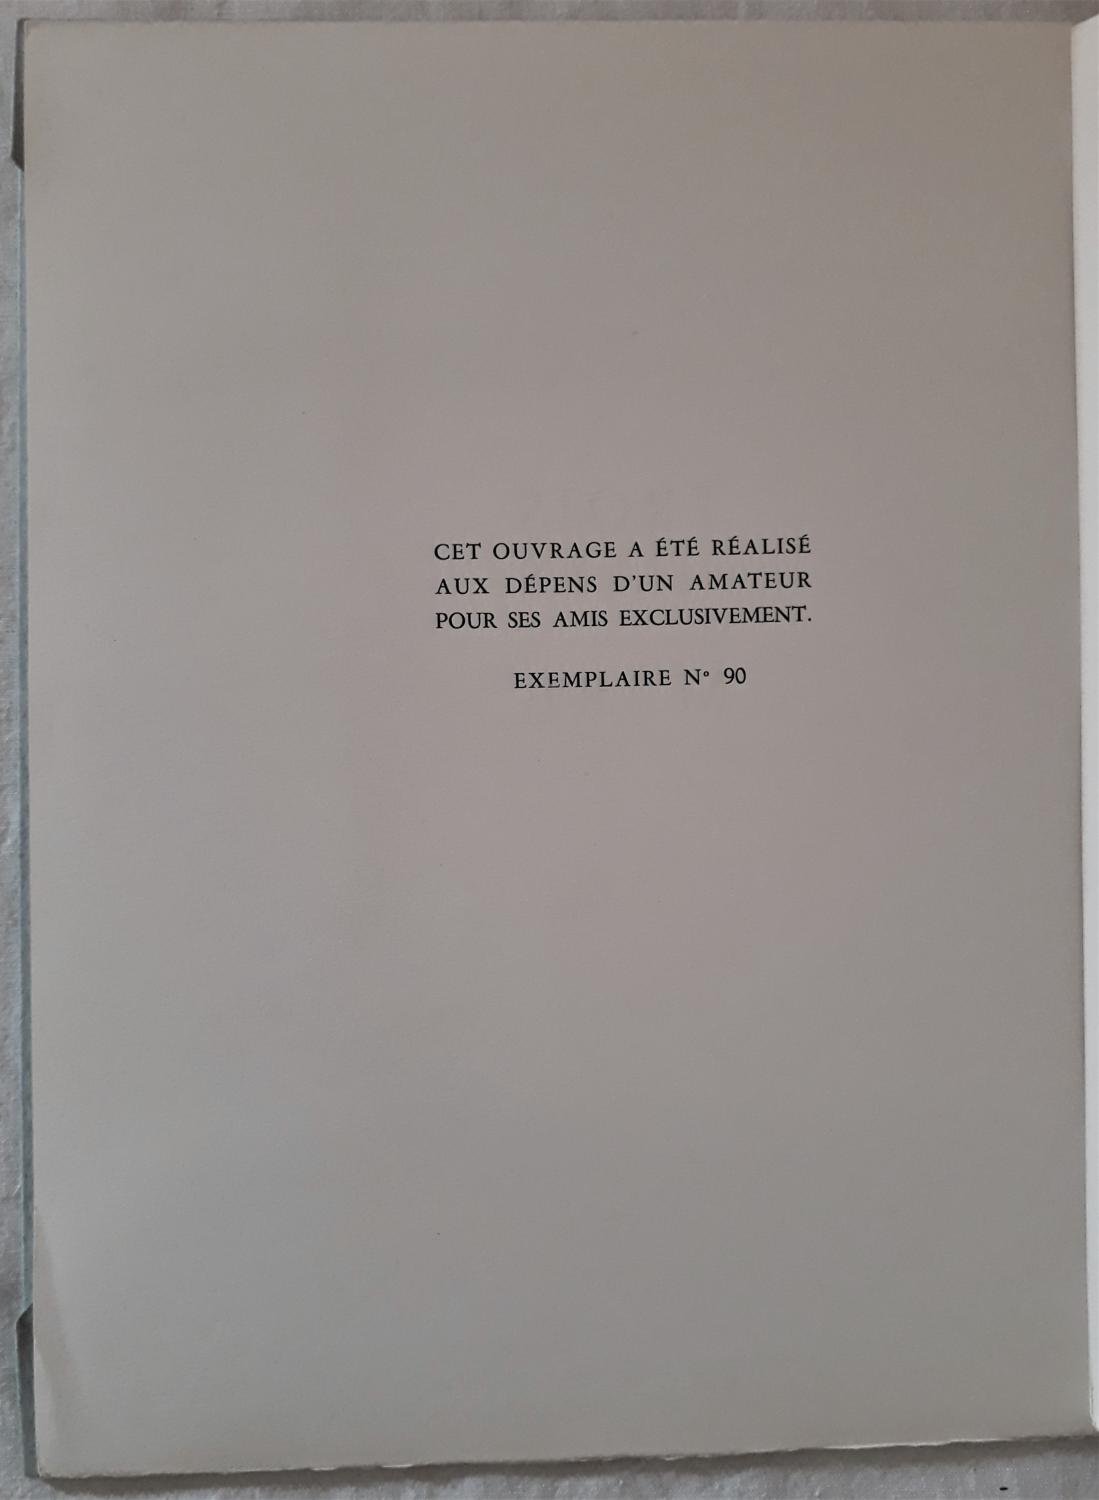 CET OUVRAGE A ÉTÉ RÉALISÉ
AUX DÉPENS D'UN AMATEUR
POUR SES AMIS EXCLUSIVEMENT.
EXEMPLAIRE N° 90